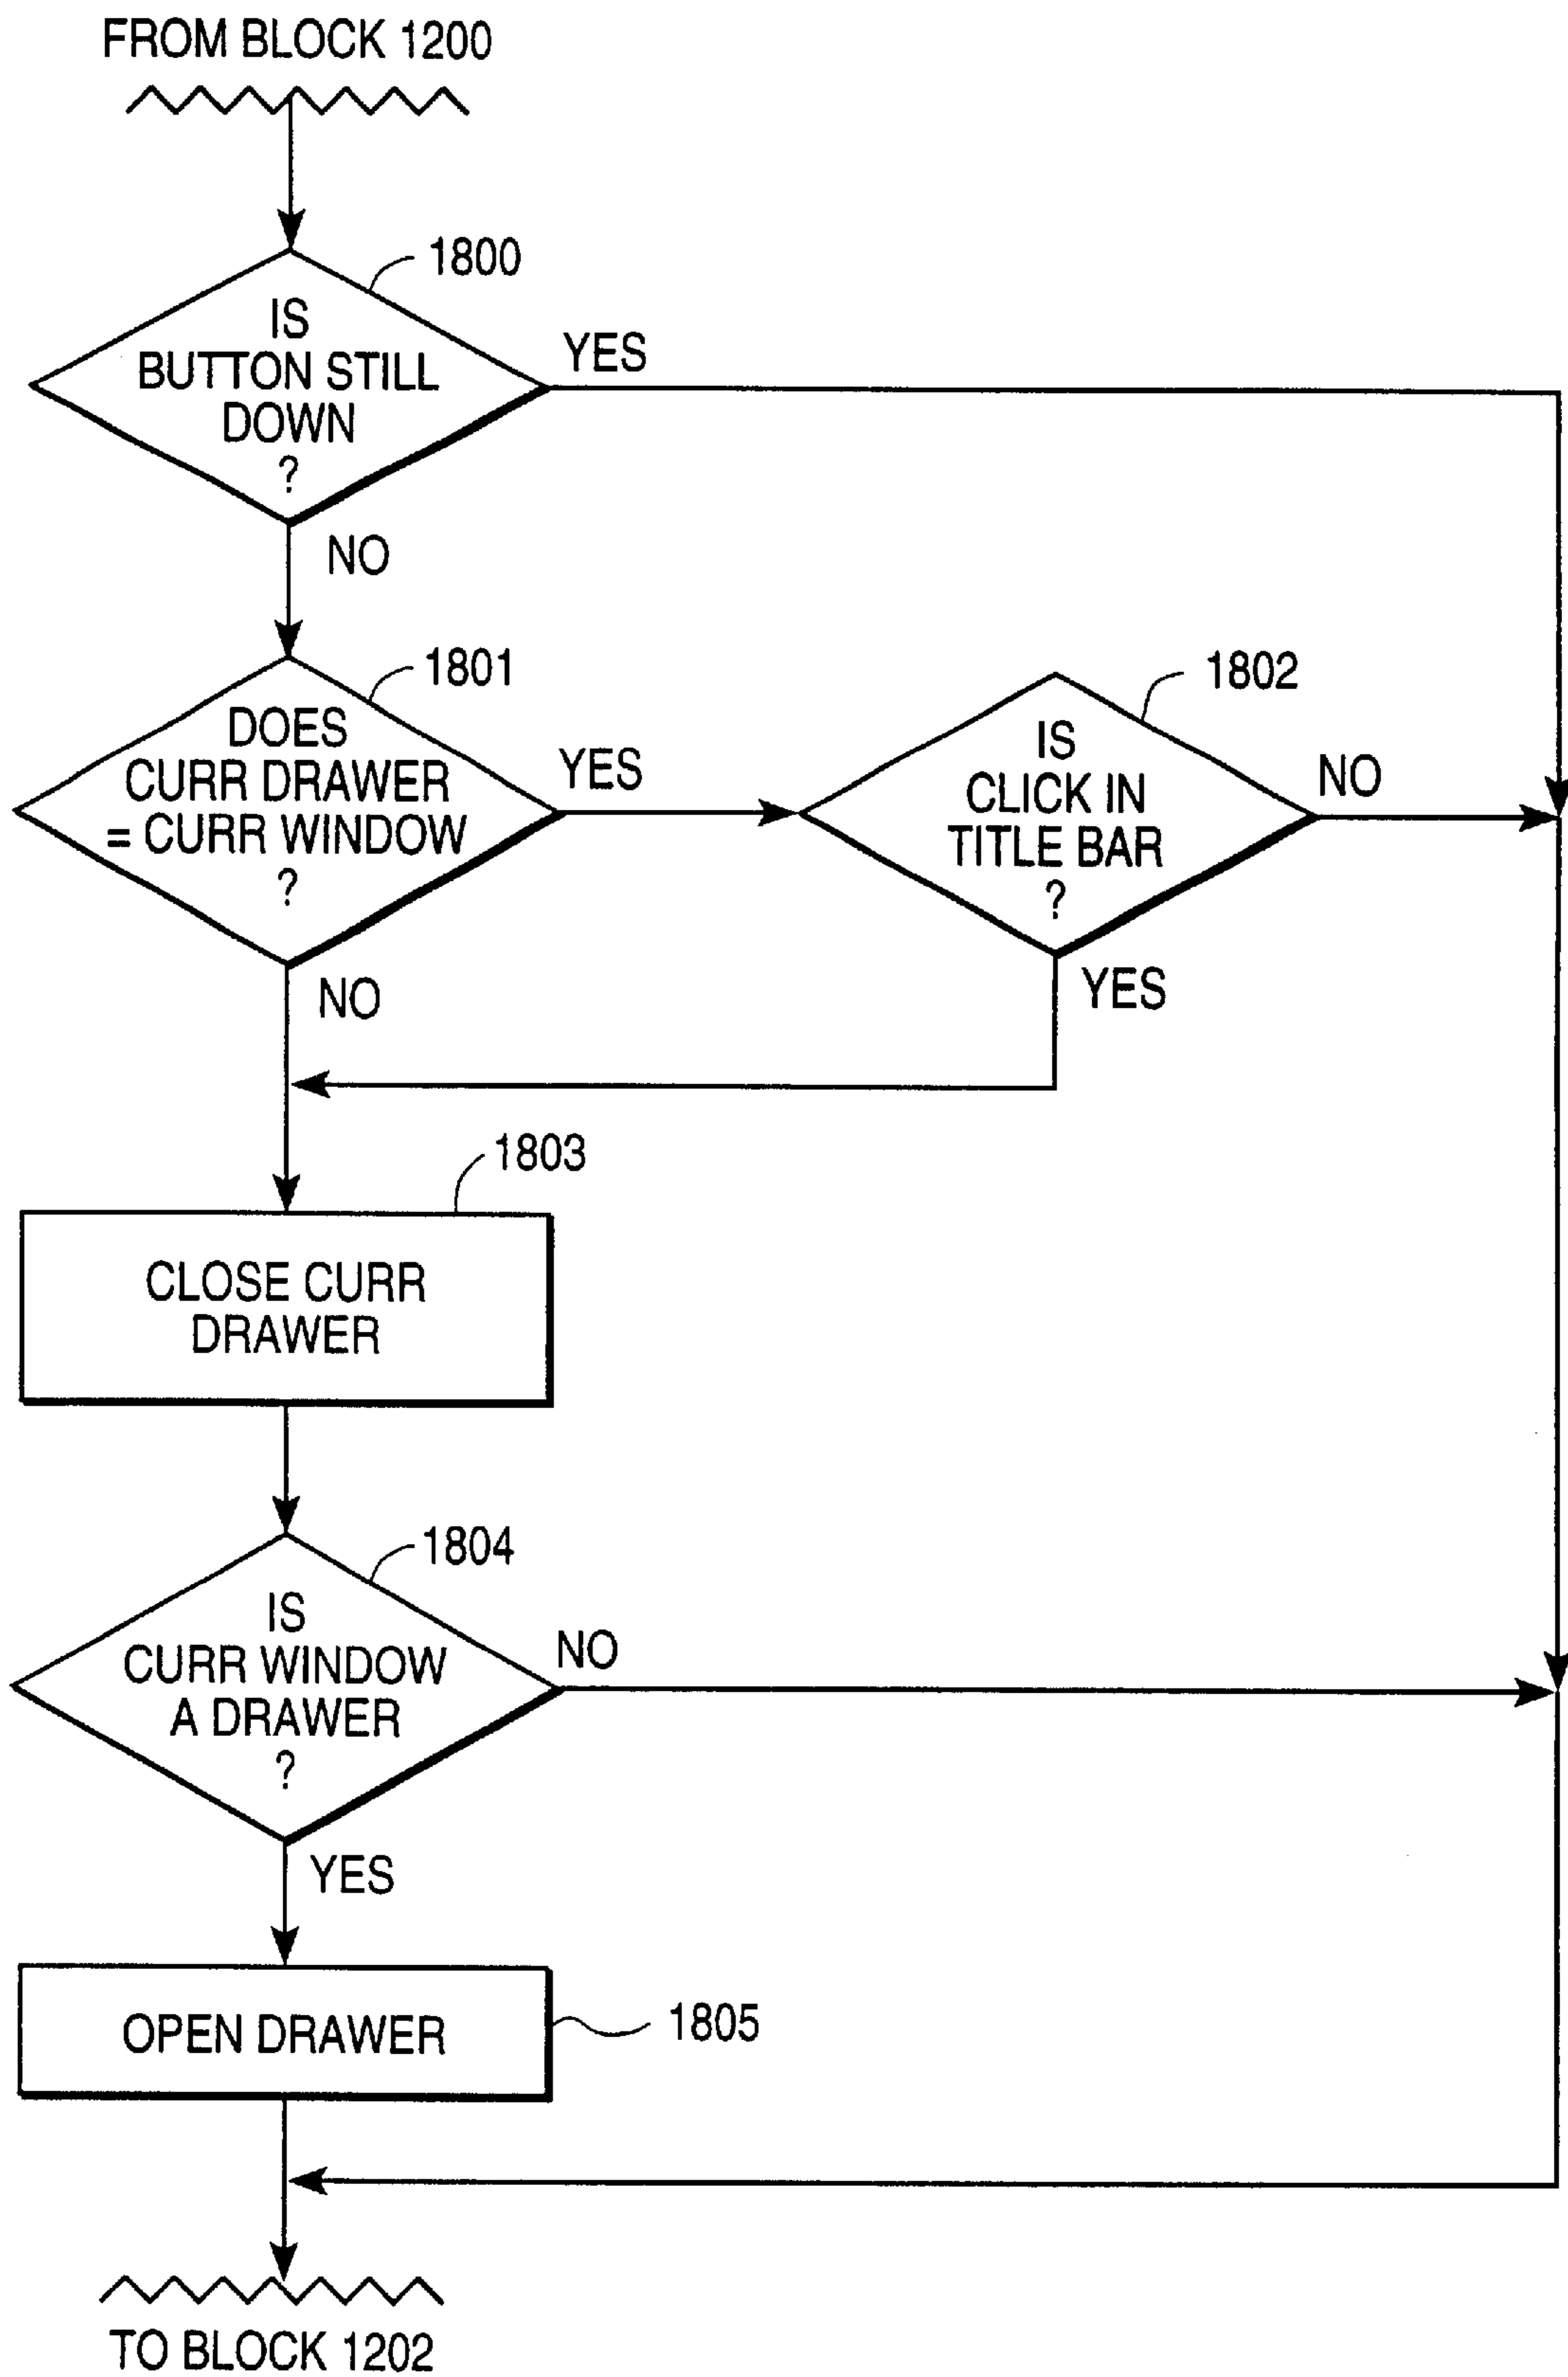 FROM BLOCK 1200
1800
IS
BUTTON STILL
DOWN
?
YES
NO
1801
DOES
CURR DRAWER
= CURR WINDOW
?
YES
1802
IS
CLICK IN
TITLE BAR
?
NO
YES
NO
1803
CLOSE CURR
DRAWER
1804
IS
CURR WINDOW
A DRAWER
?
NO
YES
OPEN DRAWER
1805
TO BLOCK 1202